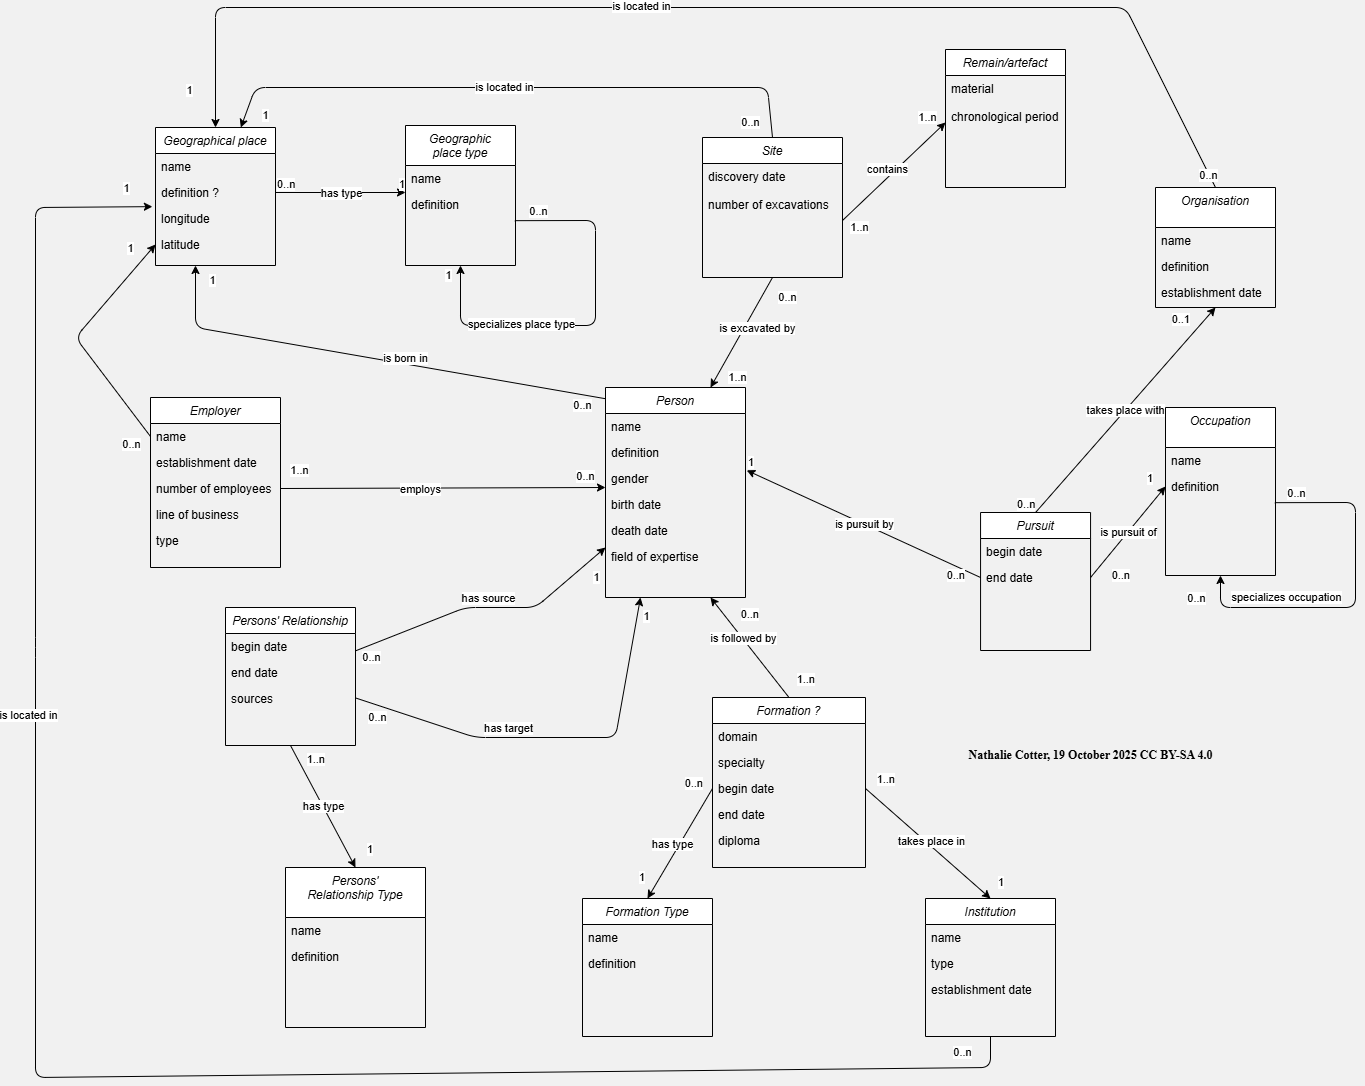 is located in
Remain/artefact
material
chronological period
1..n
contains
1..n
is located in
1
1
0..n
Geographical place
name
definition ?
longitude
latitude
0..n
has type
1
Geographic
place type
name
definition
0..n
1
specializes place type
Site
discovery date
number of excavations
0..n
is excavated by
1..n
0..n
Organisation
name
definition
establishment date
0..1
takes place with
0..n
1
1
1
is born in
0..n
Employer
name
establishment date
number of employees
line of business
type
0..n
1..n
employs
0..n
Person
name
definition
gender
birth date
death date
field of expertise
1
is pursuit by
0..n
Pursuit
begin date
end date
0..n
is pursuit of
1
Occupation
name
definition
0..n
0..n
specializes occupation
Persons' Relationship
begin date
end date
sources
0..n
has source
1
0..n
has target
1
1..n
has type
1
Persons'
Relationship Type
name
definition
0..n
is followed by
1..n
Formation ?
domain
specialty
begin date
end date
diploma
0..n
has type
1
Formation Type
name
definition
1..n
takes place in
1
Institution
name
type
establishment date
0..n
is located in
Nathalie Cotter, 19 October 2025 CC BY-SA 4.0